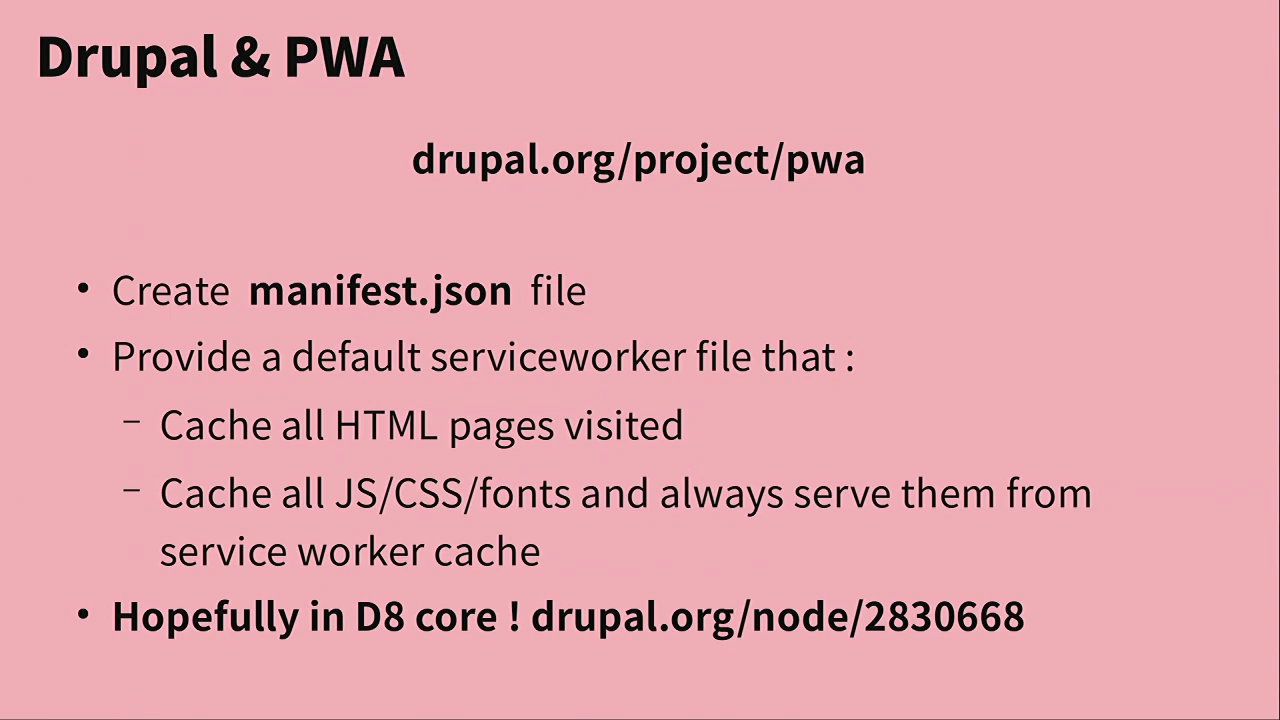 Drupal & PWA
drupal.org/project/pwa
• Create manifest.json file
• Provide a default serviceworker file that :
– Cache all HTML pages visited
– Cache all JS/CSS/fonts and always serve them from
service worker cache
• Hopefully in D8 core ! drupal.org/node/2830668